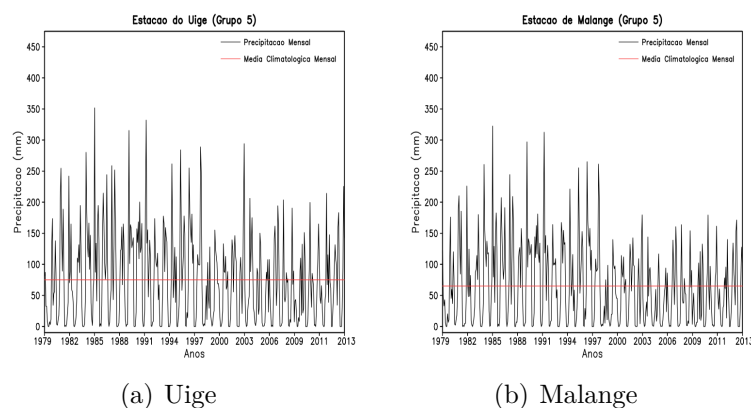 Estacao do Uige (Grupo 5)
Precipitacao Mensal
Media Climatologica Mensal
Precipitacao (mm)
450
400
350
300
250
200
150
100
50
0
1979 1982 1985 1988 1991 1994 1997 2000 2003 2006 2009 2013
Anos
(a) Uige
Estacao de Malange (Grupo 5)
Precipitacao Mensal
Media Climatologica Mensal
Precipitacao (mm)
450
400
350
300
250
200
150
100
50
0
1979 1982 1985 1988 1991 1994 1997 2000 2003 2006 2009 2013
Anos
(b) Malange